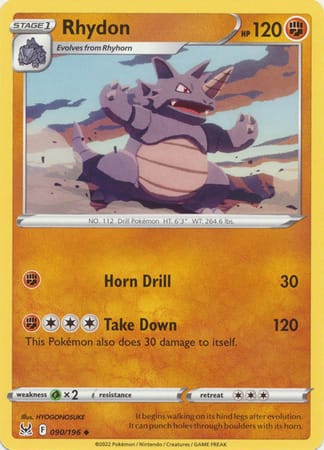 STAGE 1
Rhydon
HP 120
Evolves from Rhyhorn
NO. 112 Drill Pokémon HT. 6'3" WT. 264.6 lbs.
Horn Drill 30
Take Down 120
This Pokémon also does 30 damage to itself.
weakness ×2 resistance retreat
Illus. HYOGONOSUKE
F 090/196
It begins walking on its hind legs after evolution.
It can punch holes through boulders with its horn.
©2022 Pokémon / Nintendo / Creatures / GAME FREAK